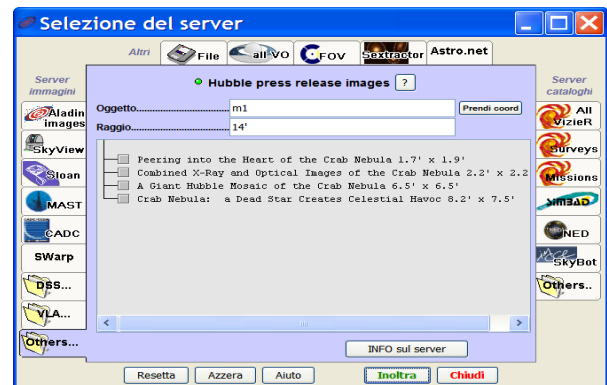 Selezione del server
Altri File all VO FOV Sextractor Astro.net
Server immagini
Hubble press release images ?
Server cataloghi
Oggetto m1 Prendi coord
Raggio 14'
Peering into the Heart of the Crab Nebula 1.7' x 1.9'
Combined X-Ray and Optical Images of the Crab Nebula 2.2' x 2.2
A Giant Hubble Mosaic of the Crab Nebula 6.5' x 6.5'
Crab Nebula: a Dead Star Creates Celestial Havoc 8.2' x 7.5'
Aladin images
SkyView
Sloan
MAST
CADC
SWarp
DSS...
VLA...
Others...
All VizieR
Surveys
Missions
SIMBAD
NED
SkyBot
Others..
INFO sul server
Resetta Azzera Aiuto Inoltra Chiudi